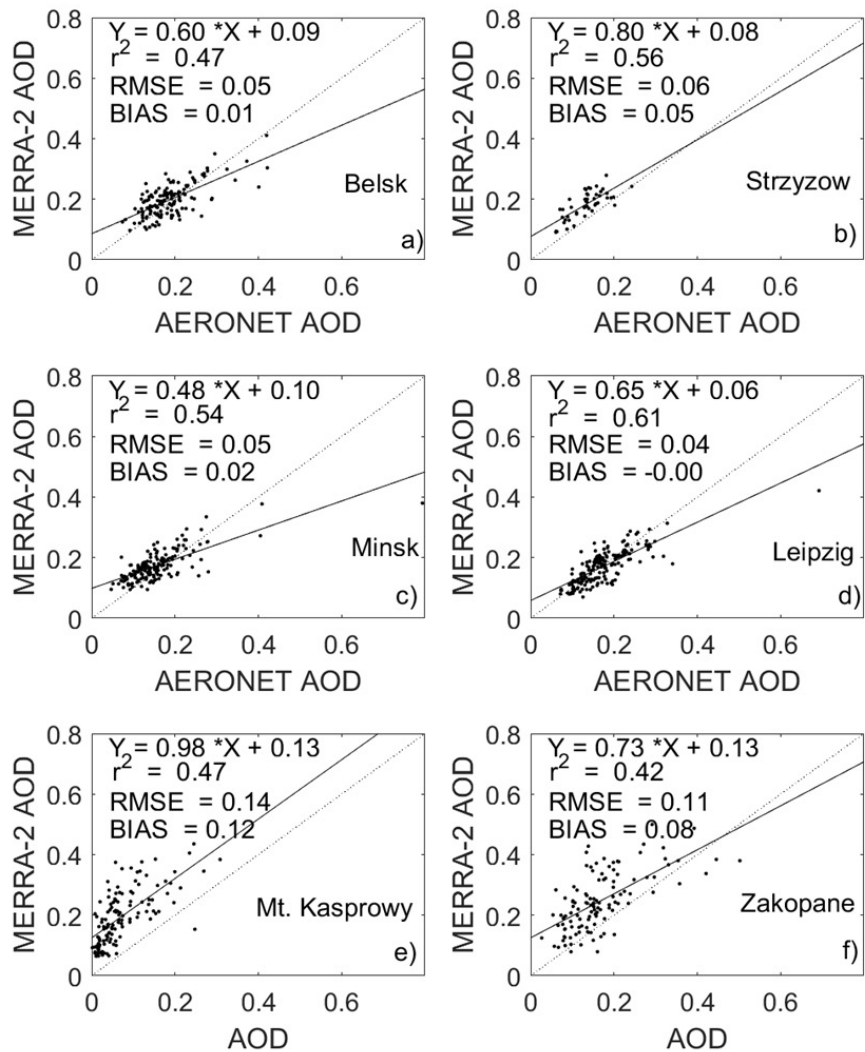 Y = 0.60 *X + 0.09
r2 = 0.47
RMSE = 0.05
BIAS = 0.01
Belsk
a)
0.8
0.6
0.4
0.2
0
MERRA-2 AOD
0
0.2
0.4
0.6
AERONET AOD
Y = 0.80 *X + 0.08
r2 = 0.56
RMSE = 0.06
BIAS = 0.05
Strzyzow
b)
0.8
0.6
0.4
0.2
0
MERRA-2 AOD
0
0.2
0.4
0.6
AERONET AOD
Y = 0.48 *X + 0.10
r2 = 0.54
RMSE = 0.05
BIAS = 0.02
Minsk
c)
0.8
0.6
0.4
0.2
0
MERRA-2 AOD
0
0.2
0.4
0.6
AERONET AOD
Y = 0.65 *X + 0.06
r2 = 0.61
RMSE = 0.04
BIAS = -0.00
Leipzig
d)
0.8
0.6
0.4
0.2
0
MERRA-2 AOD
0
0.2
0.4
0.6
AERONET AOD
Y = 0.98 *X + 0.13
r2 = 0.47
RMSE = 0.14
BIAS = 0.12
Mt. Kasprowy
e)
0.8
0.6
0.4
0.2
0
MERRA-2 AOD
0
0.2
0.4
0.6
AOD
Y = 0.73 *X + 0.13
r2 = 0.42
RMSE = 0.11
BIAS = 0.08
Zakopane
f)
0.8
0.6
0.4
0.2
0
MERRA-2 AOD
0
0.2
0.4
0.6
AOD